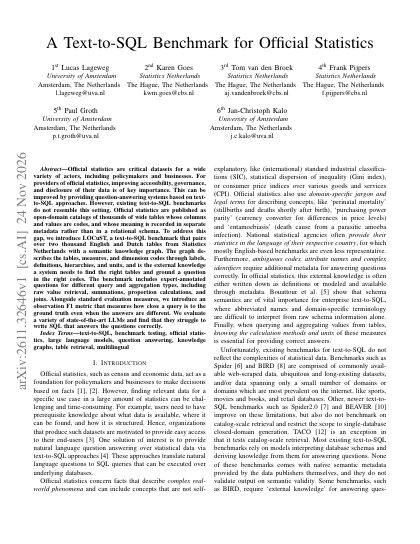 A Text-to-SQL Benchmark for Official Statistics
1st Lucas Lageweg
University of Amsterdam
Amsterdam, The Netherlands
l.lageweg@uva.nl
2nd Karen Goes
Statistics Netherlands
The Hague, The Netherlands
kwm.goes@cbs.nl
3rd Tom van den Broek
Statistics Netherlands
The Hague, The Netherlands
aj.vandenbroek@cbs.nl
4th Frank Pijpers
Statistics Netherlands
The Hague, The Netherlands
f.pijpers@cbs.nl
5th Paul Groth
University of Amsterdam
Amsterdam, The Netherlands
p.t.groth@uva.nl
6th Jan-Christoph Kalo
University of Amsterdam
Amsterdam, The Netherlands
j.c.kalo@uva.nl
arXiv:2611.32646v1 [cs.AI] 24 Nov 2026
Abstract—Official statistics are critical datasets for a wide
variety of actors, including policymakers and businesses. For
providers of official statistics, improving accessibility, governance,
and disclosure of their data is of key importance. This can be
improved by providing question-answering systems based on text-
to-SQL approaches. However, existing text-to-SQL benchmarks
do not resemble this setting. Official statistics are published as
open-domain catalogs of thousands of wide tables whose columns
and values are codes, and whose meaning is recorded in separate
metadata rather than in a relational schema. To address this
gap, we introduce LOCUST, a text-to-SQL benchmark that pairs
over two thousand English and Dutch tables from Statistics
Netherlands with a semantic knowledge graph. The graph de-
scribes the tables, measures, and dimension codes through labels,
definitions, hierarchies, and units, and is the external knowledge
a system needs to find the right tables and ground a question
in the right codes. The benchmark includes expert-annotated
questions for different query and aggregation types, including
raw value retrieval, summations, proportion calculations, and
joins. Alongside standard evaluation measures, we introduce an
observation F1 metric that measures how close a query is to the
ground truth even when the answers are different. We evaluate
a variety of state-of-the-art LLMs and find that they struggle to
write SQL that answers the questions correctly.
Index Terms—text-to-SQL, benchmark testing, official statis-
tics, large language models, question answering, knowledge
graphs, table retrieval, multilingual
I. INTRODUCTION
Official statistics, such as census and economic data, act as a
foundation for policymakers and businesses to make decisions
based on facts [1], [2]. However, finding relevant data for a
specific use case in a large amount of statistics can be challeng-
ing and time-consuming. For example, users need to have
prerequisite knowledge about what data is available, where it
can be found, and how it is structured. Hence, organizations
that produce such datasets are motivated to provide easy access
to their end-users [3]. One solution of interest is to provide
natural language question answering over statistical data via
text-to-SQL approaches [4]. These approaches translate natural
language questions to SQL queries that can be executed over
underlying databases.
Official statistics concern facts that describe complex real-
world phenomena and can include concepts that are not self-
explanatory, like (international) standard industrial classifica-
tions (SIC), statistical dispersion of inequality (Gini index),
or consumer price indices over various goods and services
(CPI). Official statistics also use domain-specific jargon and
legal terms for describing concepts, like 'perinatal mortality'
(stillbirths and deaths shortly after birth), 'purchasing power
parity' (currency converter for differences in price levels)
and 'entamoebiasis' (death cause from a parasitic amoeba
infection). National statistical agencies often provide their
statistics in the language of their respective country, for which
mostly English-based benchmarks are even less representative.
Furthermore, ambiguous codes, attribute names and complex
identifiers require additional metadata for answering questions
correctly. In official statistics, this external knowledge is often
either written down as definitions or modeled and available
through metadata. Bouattour et al. [5] show that schema
semantics are of vital importance for enterprise text-to-SQL,
where abbreviated names and domain-specific terminology
are difficult to interpret from raw schema information alone.
Finally, when querying and aggregating values from tables,
knowing the calculation methods and units of these measures
is essential for providing correct answers.
Unfortunately, existing benchmarks for text-to-SQL do not
reflect the complexities of statistical data. Benchmarks such as
Spider [6] and BIRD [8] are comprised of commonly avail-
able web-scraped data, ubiquitous and long-existing datasets,
and/or data spanning only a small number of domains or
domains which are most prevalent on the internet, like sports,
movies and books, and retail databases. Other, newer text-to-
SQL benchmarks such as Spider2.0 [7] and BEAVER [10]
improve on these limitations, but also do not benchmark on
catalog-scale retrieval and restrict the scope to single-database
closed-domain generation. TACO [12] is an exception in
that it tests catalog-scale retrieval. Most existing text-to-SQL
benchmarks rely on models interpreting database schemas and
deriving knowledge from them for answering questions. None
of these benchmarks comes with native semantic metadata
provided by the data publishers themselves, and they do not
validate output on semantic validity. Some benchmarks, such
as BIRD, require 'external knowledge' for answering ques-